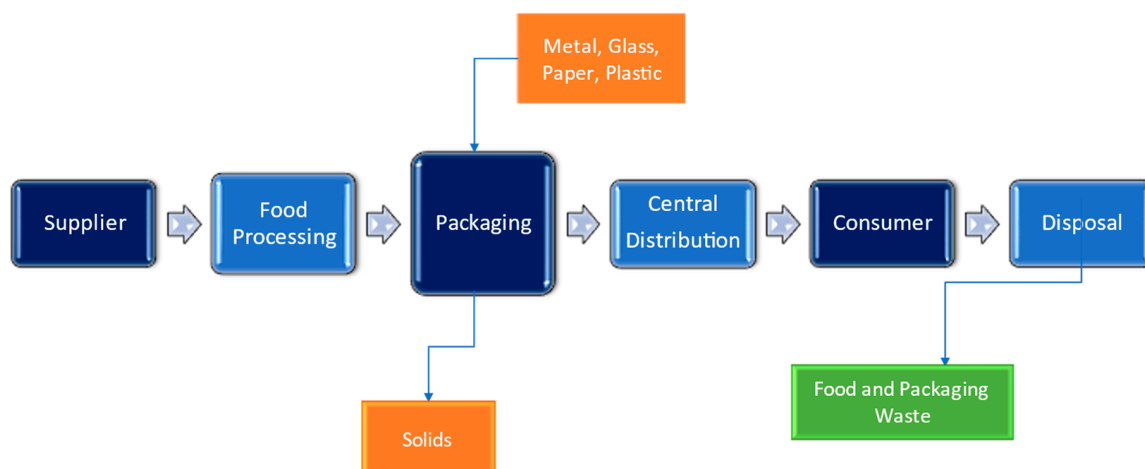 Metal, Glass,
Paper, Plastic
Supplier
Food
Processing
Packaging
Central
Distribution
Consumer
Disposal
Solids
Food and Packaging
Waste